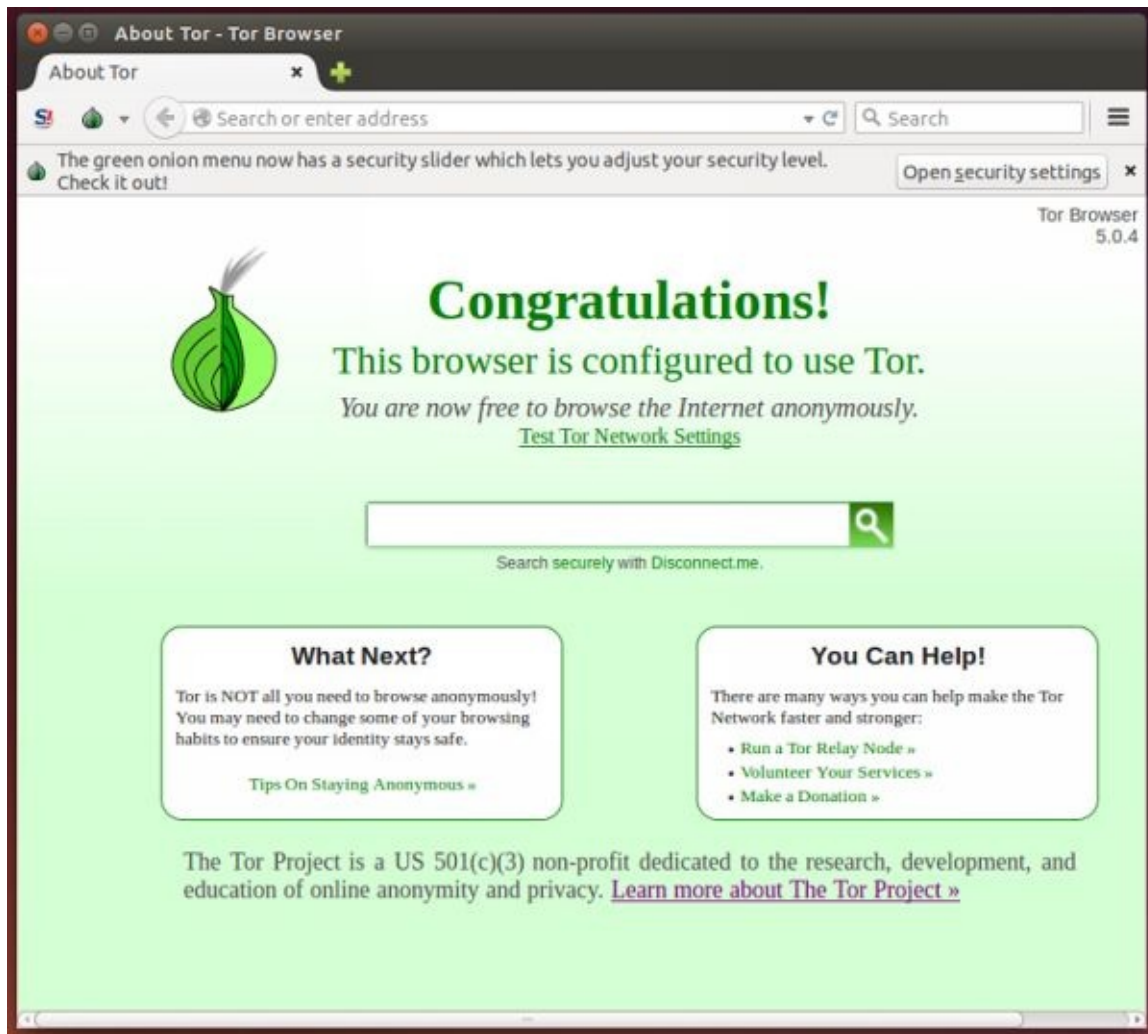 About Tor - Tor Browser
About Tor
Search or enter address
Search
The green onion menu now has a security slider which lets you adjust your security level.
Check it out!
Open security settings
Tor Browser
5.0.4
Congratulations!
This browser is configured to use Tor.
You are now free to browse the Internet anonymously.
Test Tor Network Settings
Search securely with Disconnect.me.
What Next?
Tor is NOT all you need to browse anonymously!
You may need to change some of your browsing
habits to ensure your identity stays safe.
Tips On Staying Anonymous »
You Can Help!
There are many ways you can help make the Tor
Network faster and stronger:
• Run a Tor Relay Node »
• Volunteer Your Services »
• Make a Donation »
The Tor Project is a US 501(c)(3) non-profit dedicated to the research, development, and
education of online anonymity and privacy. Learn more about The Tor Project »